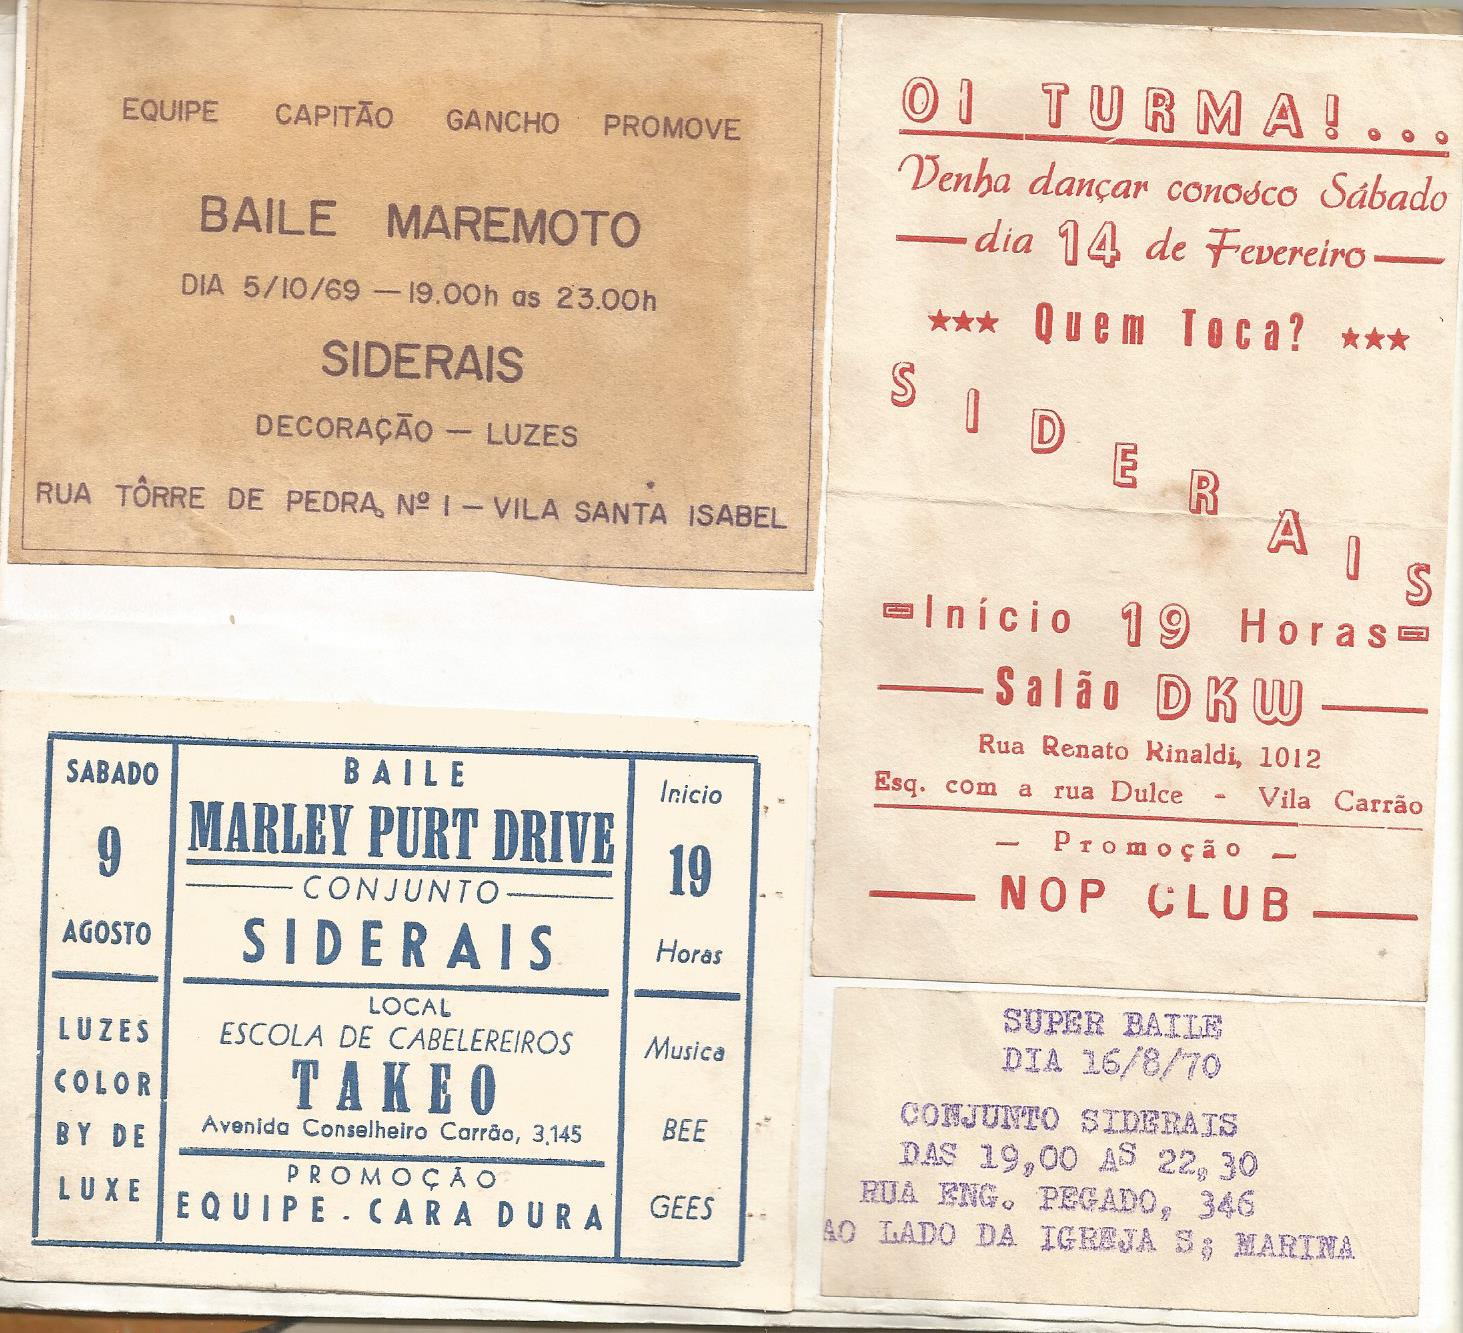 EQUIPE CAPITÃO GANCHO PROMOVE
BAILE MAREMOTO
DIA 5/10/69 — 19.00h as 23.00h
SIDERAIS
DECORAÇÃO — LUZES
RUA TÔRRE DE PEDRA, Nº 1 — VILA SANTA ISABEL
OI TURMA!...
Venha dançar conosco Sábado
dia 14 de Fevereiro
*** Quem Toca? ***
SIDERAIS
Início 19 Horas
Salão DKW
Rua Renato Rinaldi, 1012
Esq. com a rua Dulce - Vila Carrão
— Promoção —
NOP CLUB
SABADO
9
AGOSTO
LUZES
COLOR
BY DE
LUXE
BAILE
MARLEY PURT DRIVE
CONJUNTO
SIDERAIS
LOCAL
ESCOLA DE CABELEREIROS
TAKEO
Avenida Conselheiro Carrão, 3.145
PROMOÇÃO
EQUIPE . CARA DURA
Inicio
19
Horas
Musica
BEE
GEES
SUPER BAILE
DIA 16/8/70
CONJUNTO SIDERAIS
DAS 19,00 AS 22,30
RUA ENG. PEGADO, 346
AO LADO DA IGREJA S; MARINA